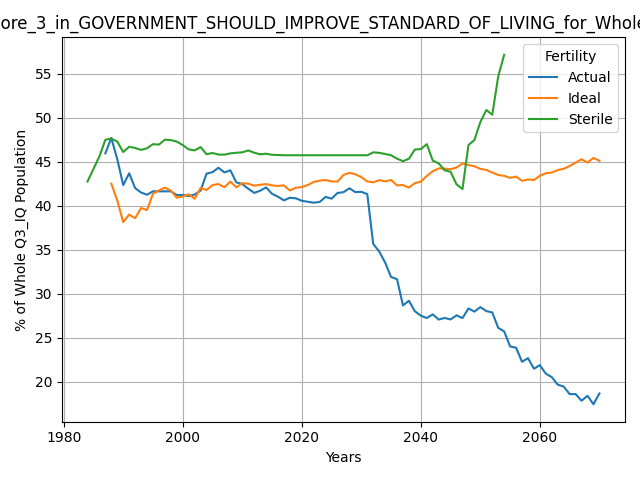 ore_3_in_GOVERNMENT_SHOULD_IMPROVE_STANDARD_OF_LIVING_for_Whole
% of Whole Q3_IQ Population
55
50
45
40
35
30
25
20
Fertility
Actual
Ideal
Sterile
1980
2000
2020
2040
2060
Years